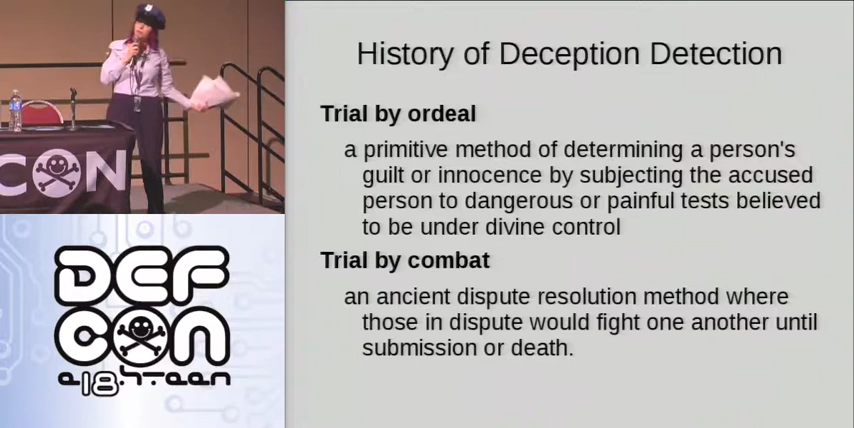 CON
DEF
CON
e18h-teen
History of Deception Detection
Trial by ordeal
a primitive method of determining a person's
guilt or innocence by subjecting the accused
person to dangerous or painful tests believed
to be under divine control
Trial by combat
an ancient dispute resolution method where
those in dispute would fight one another until
submission or death.